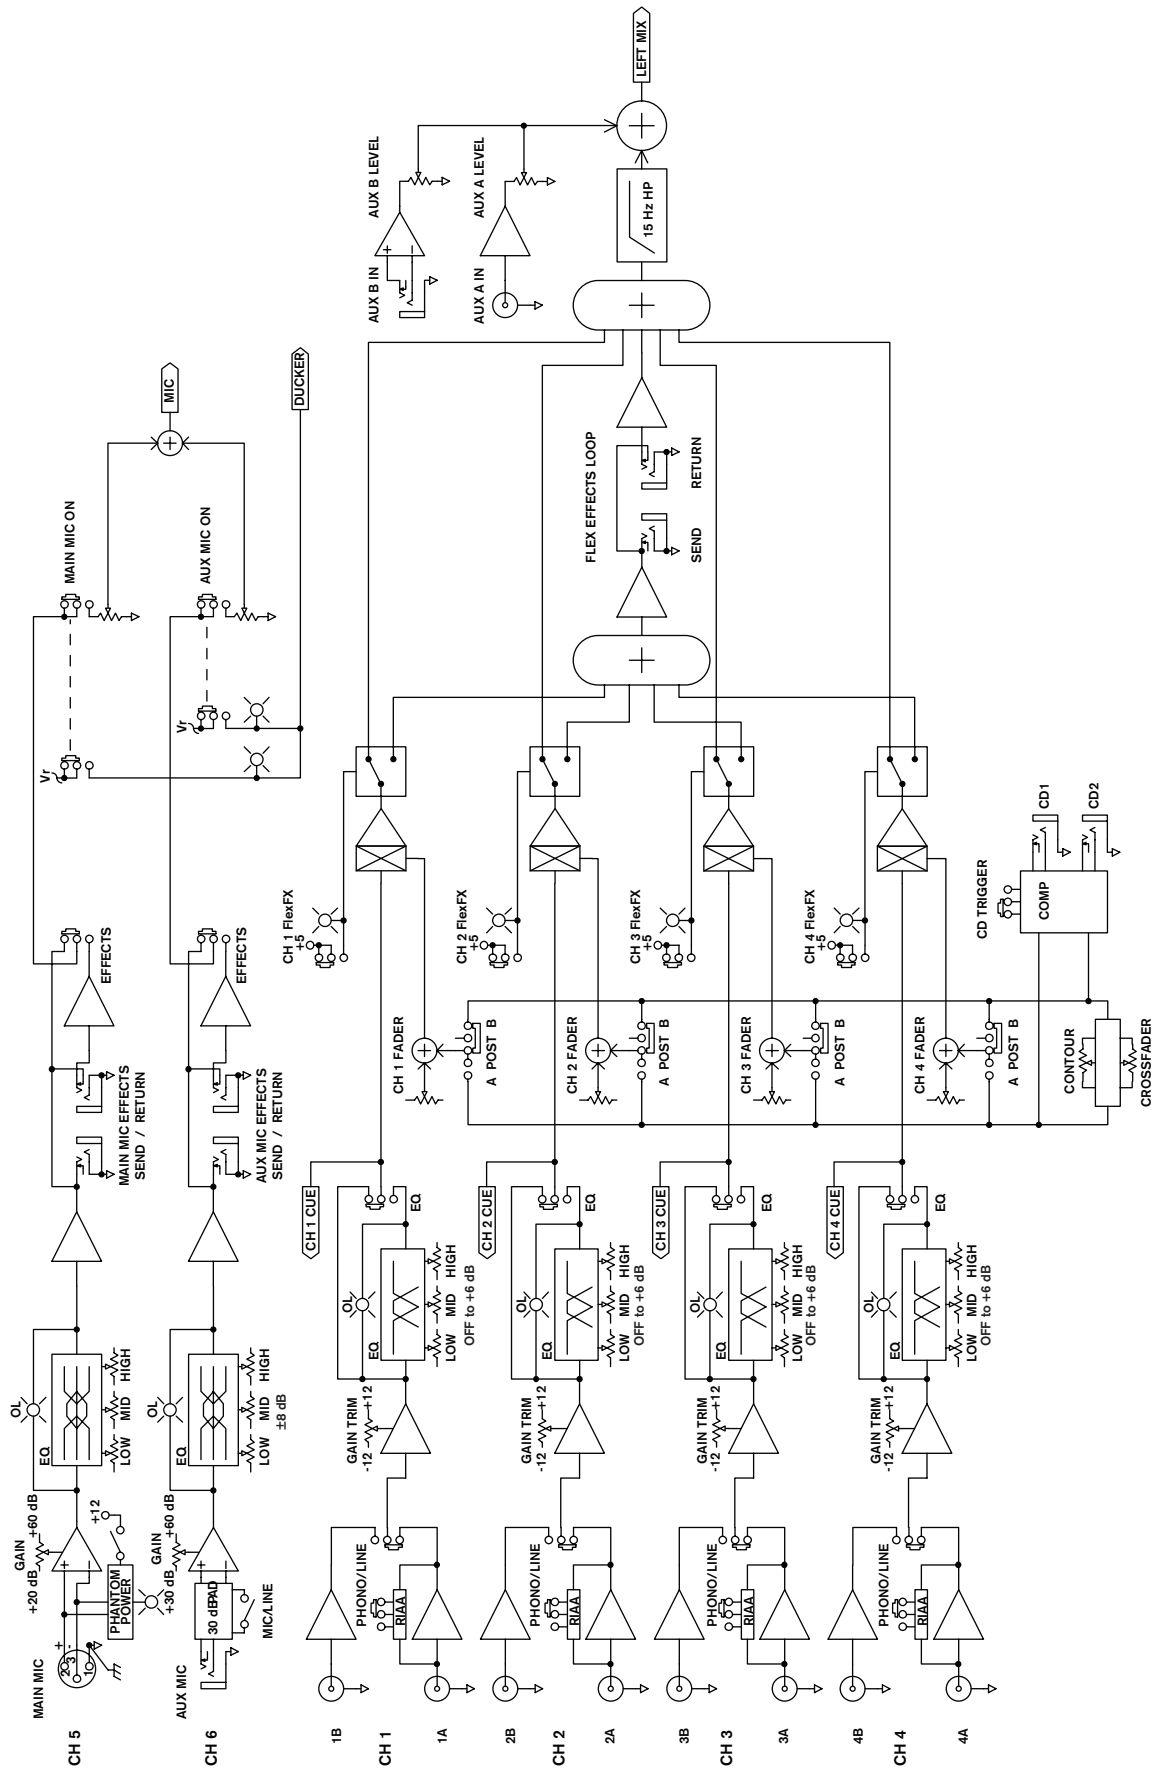 CH 5
MAIN MIC
2
3
1
+
-
GAIN
+20 dB
+60 dB
+
–
PHANTOM
POWER
+12
EQ
OL
LOW
MID
HIGH
MAIN MIC EFFECTS
SEND / RETURN
EFFECTS
Vr
MAIN MIC ON
CH 6
AUX MIC
30 dB PAD
MIC/LINE
GAIN
+30 dB
+60 dB
+
–
EQ
OL
LOW
MID
HIGH
±8 dB
AUX MIC EFFECTS
SEND / RETURN
EFFECTS
Vr
AUX MIC ON
+
MIC
DUCKER
CH 1
1B
1A
PHONO/LINE
RIAA
GAIN TRIM
-12
+12
EQ
OL
LOW
MID
HIGH
OFF to +6 dB
EQ
CH 1 CUE
CH 1 FADER
+
A POST B
CH 1 FlexFX
+5
CH 2
2B
2A
PHONO/LINE
RIAA
GAIN TRIM
-12
+12
EQ
OL
LOW
MID
HIGH
OFF to +6 dB
EQ
CH 2 CUE
CH 2 FADER
+
A POST B
CH 2 FlexFX
+5
CH 3
3B
3A
PHONO/LINE
RIAA
GAIN TRIM
-12
+12
EQ
OL
LOW
MID
HIGH
OFF to +6 dB
EQ
CH 3 CUE
CH 3 FADER
+
A POST B
CH 3 FlexFX
+5
CH 4
4B
4A
PHONO/LINE
RIAA
GAIN TRIM
-12
+12
EQ
OL
LOW
MID
HIGH
OFF to +6 dB
EQ
CH 4 CUE
CH 4 FADER
+
A POST B
CH 4 FlexFX
+5
CONTOUR
CROSSFADER
CD TRIGGER
COMP
CD1
CD2
+
FLEX EFFECTS LOOP
SEND
RETURN
+
AUX B IN
+
–
AUX B LEVEL
AUX A IN
AUX A LEVEL
15 Hz HP
+
LEFT MIX